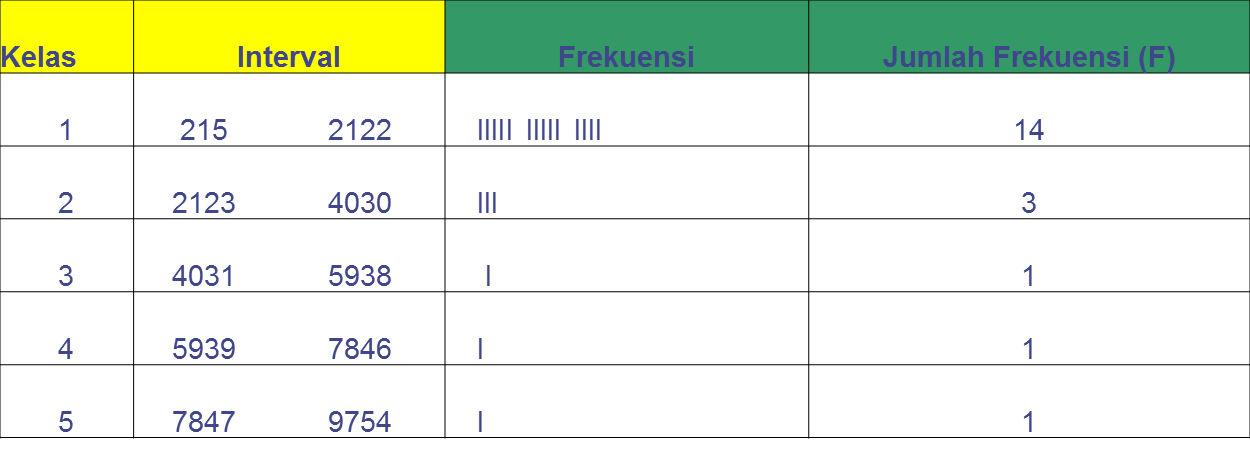 Kelas Interval Frekuensi Jumlah Frekuensi (F)
1 215 2122 IIIII IIIII IIII 14
2 2123 4030 III 3
3 4031 5938 I 1
4 5939 7846 I 1
5 7847 9754 I 1